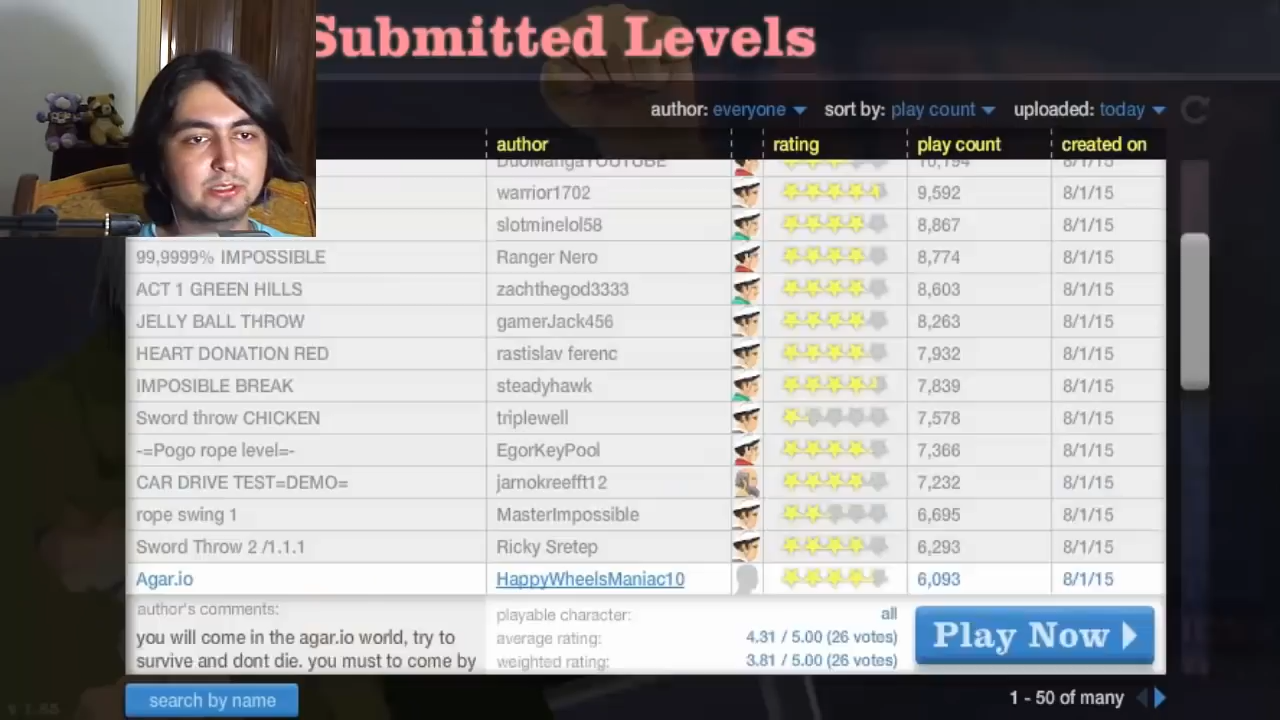 Submitted Levels
author: everyone sort by: play count uploaded: today
author rating play count created on
DuoMangaYOUTUBE 10,194 8/1/15
warrior1702 9,592 8/1/15
slotminelol58 8,867 8/1/15
99,9999% IMPOSSIBLE Ranger Nero 8,774 8/1/15
ACT 1 GREEN HILLS zachthegod3333 8,603 8/1/15
JELLY BALL THROW gamerJack456 8,263 8/1/15
HEART DONATION RED rastislav ferenc 7,932 8/1/15
IMPOSIBLE BREAK steadyhawk 7,839 8/1/15
Sword throw CHICKEN triplewell 7,578 8/1/15
-=Pogo rope level=- EgorKeyPool 7,366 8/1/15
CAR DRIVE TEST=DEMO= jarnokreefft12 7,232 8/1/15
rope swing 1 MasterImpossible 6,695 8/1/15
Sword Throw 2 /1.1.1 Ricky Sretep 6,293 8/1/15
Agar.io HappyWheelsManiac10 6,093 8/1/15
author's comments: playable character: all
you will come in the agar.io world, try to average rating: 4.31 / 5.00 (26 votes) Play Now
survive and dont die. you must to come by weighted rating: 3.81 / 5.00 (26 votes)
search by name 1 - 50 of many